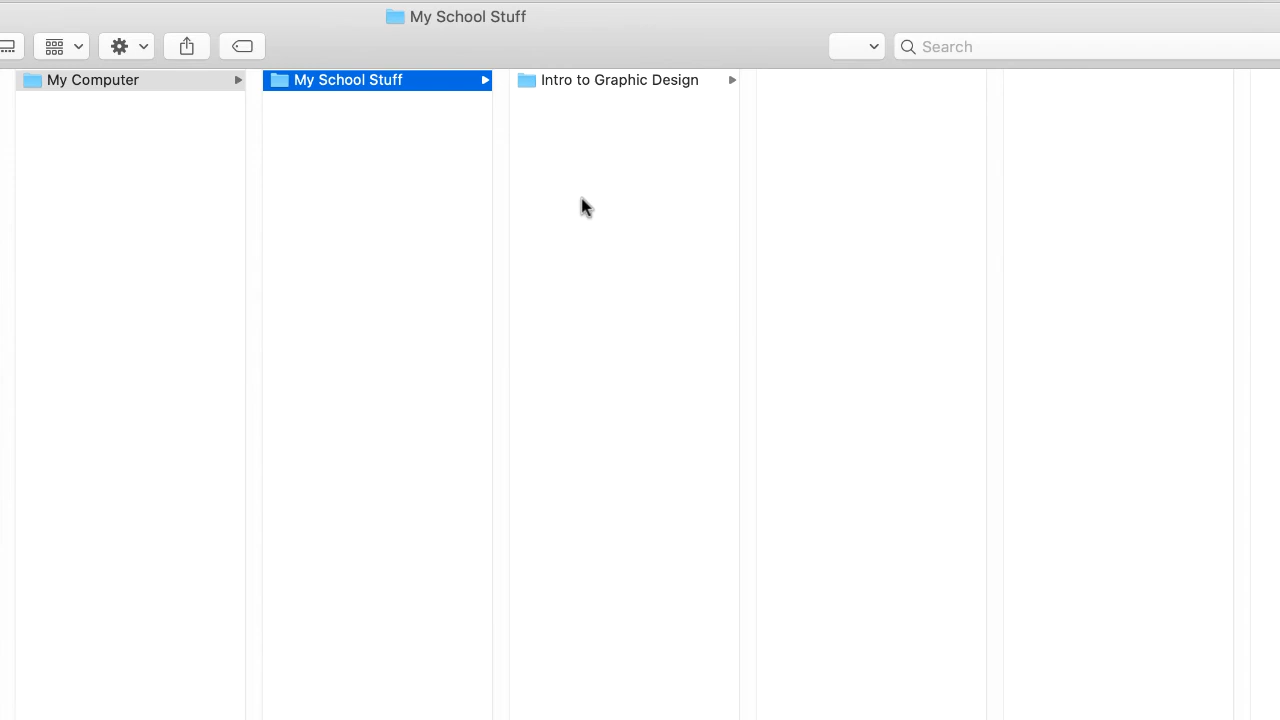 My School Stuff
Search
My Computer
My School Stuff
Intro to Graphic Design